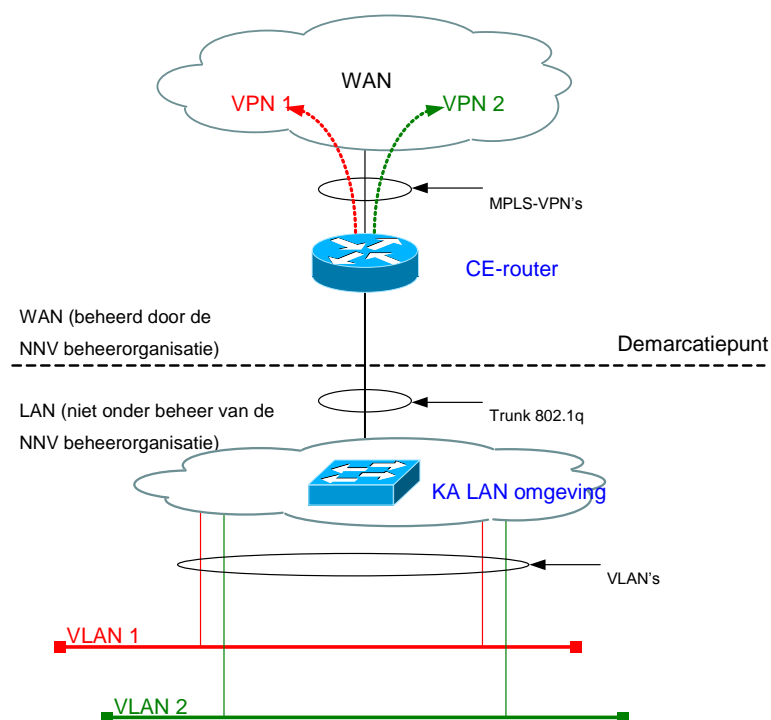 WAN
VPN 1
VPN 2
MPLS-VPN's
CE-router
WAN (beheerd door de
NNV beheerorganisatie)
Demarcatiepunt
LAN (niet onder beheer van de
NNV beheerorganisatie)
Trunk 802.1q
KA LAN omgeving
VLAN's
VLAN 1
VLAN 2